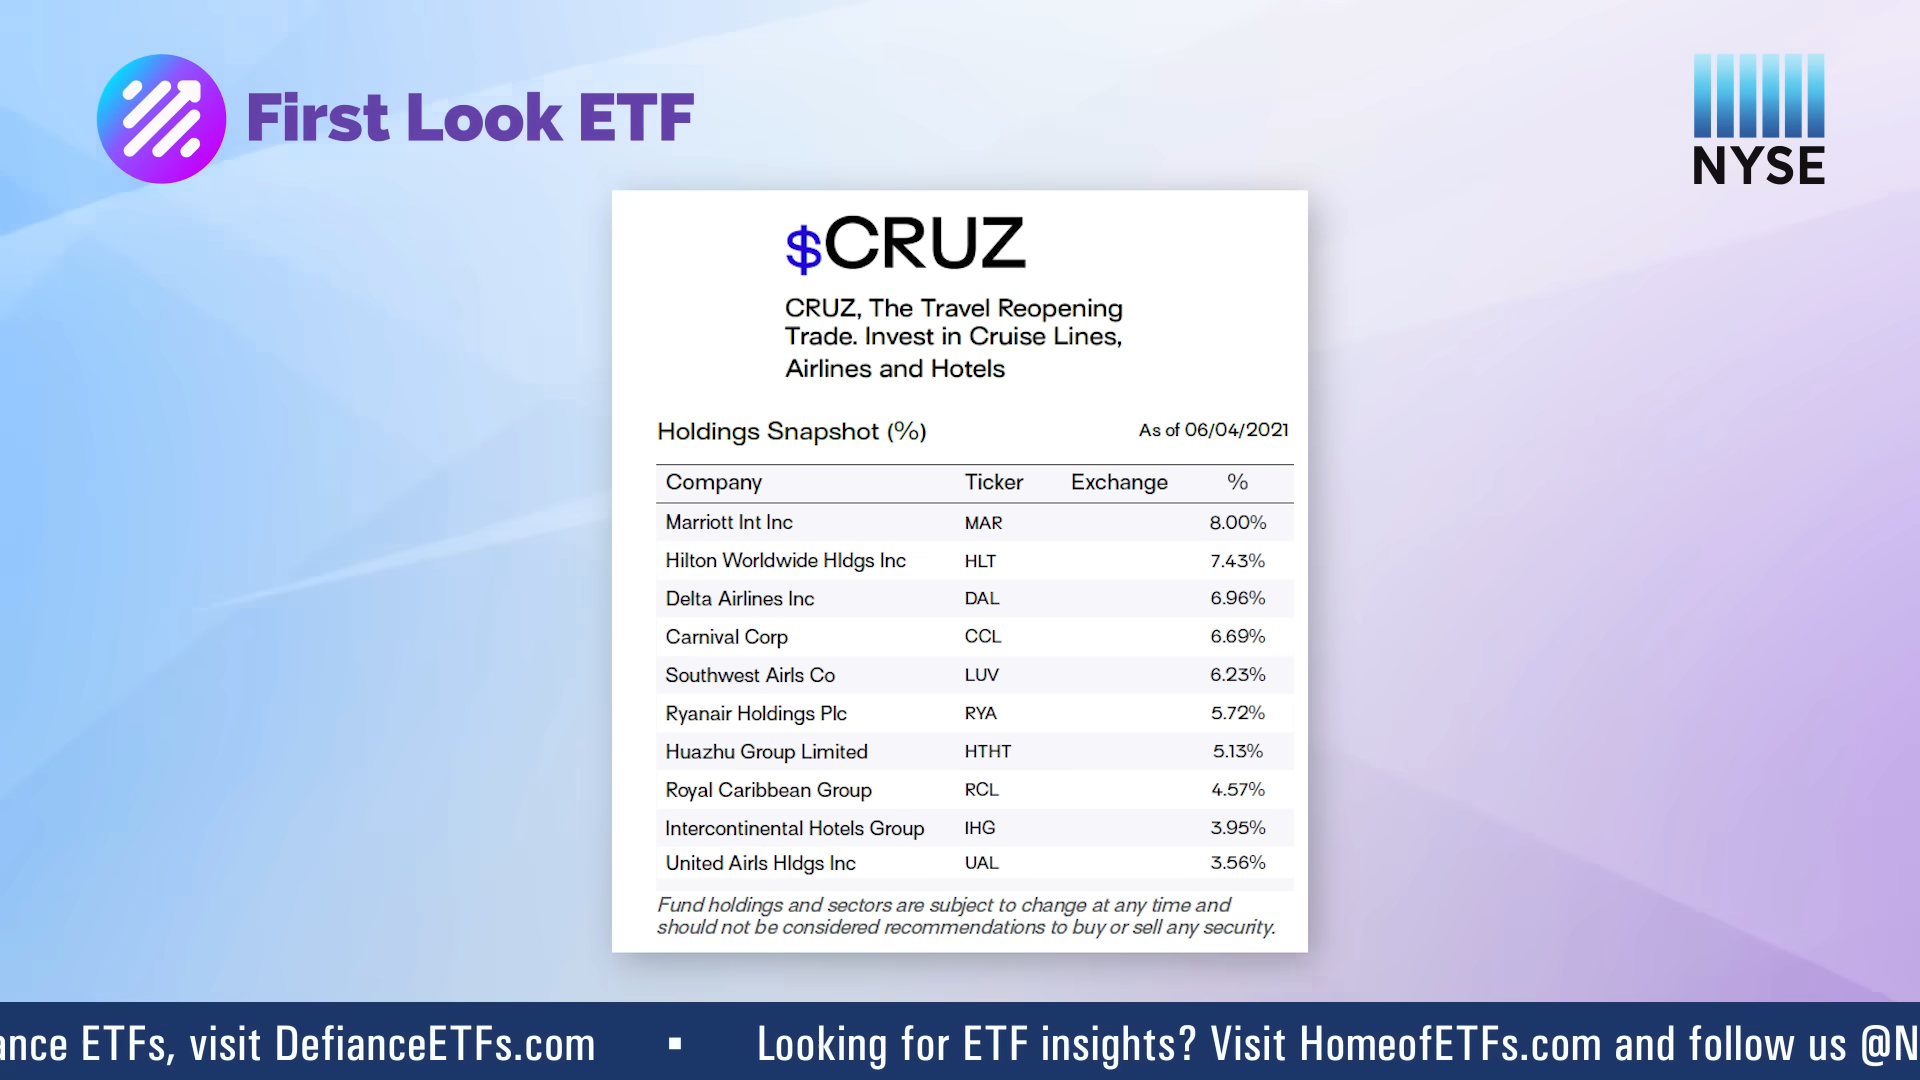 First Look ETF
NYSE
$CRUZ
CRUZ, The Travel Reopening
Trade. Invest in Cruise Lines,
Airlines and Hotels
Holdings Snapshot (%) As of 06/04/2021
Company Ticker Exchange %
Marriott Int Inc MAR 8.00%
Hilton Worldwide Hldgs Inc HLT 7.43%
Delta Airlines Inc DAL 6.96%
Carnival Corp CCL 6.69%
Southwest Airls Co LUV 6.23%
Ryanair Holdings Plc RYA 5.72%
Huazhu Group Limited HTHT 5.13%
Royal Caribbean Group RCL 4.57%
Intercontinental Hotels Group IHG 3.95%
United Airls Hldgs Inc UAL 3.56%
Fund holdings and sectors are subject to change at any time and
should not be considered recommendations to buy or sell any security.
ance ETFs, visit DefianceETFs.com ▪ Looking for ETF insights? Visit HomeofETFs.com and follow us @N